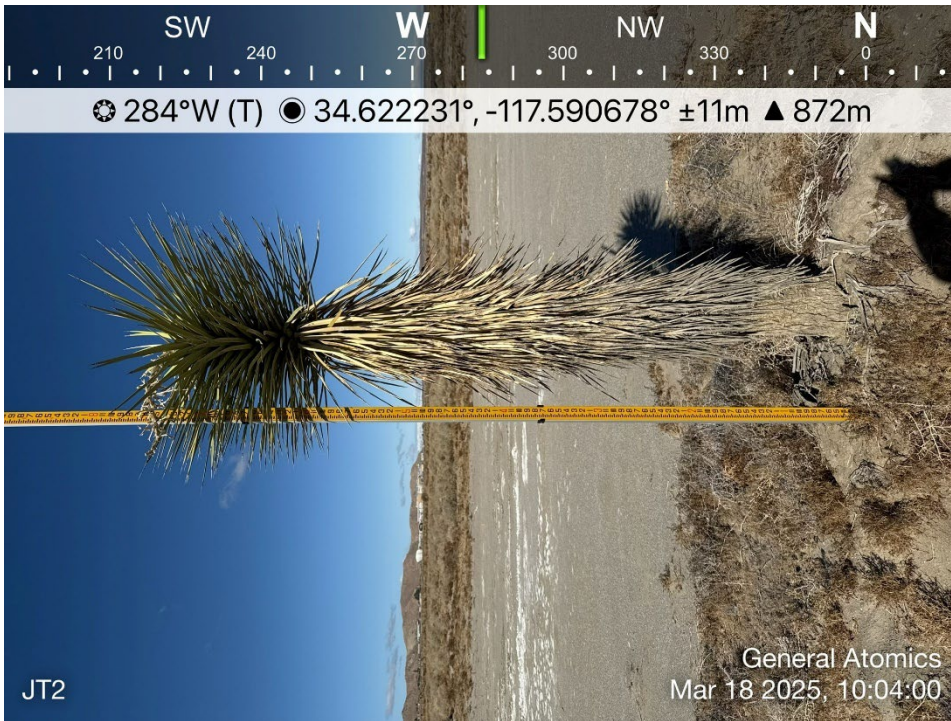 SW W NW N
210 240 270 300 330 0
284°W (T) 34.622231°, -117.590678° ±11m ▲ 872m
JT2
General Atomics
Mar 18 2025, 10:04:00